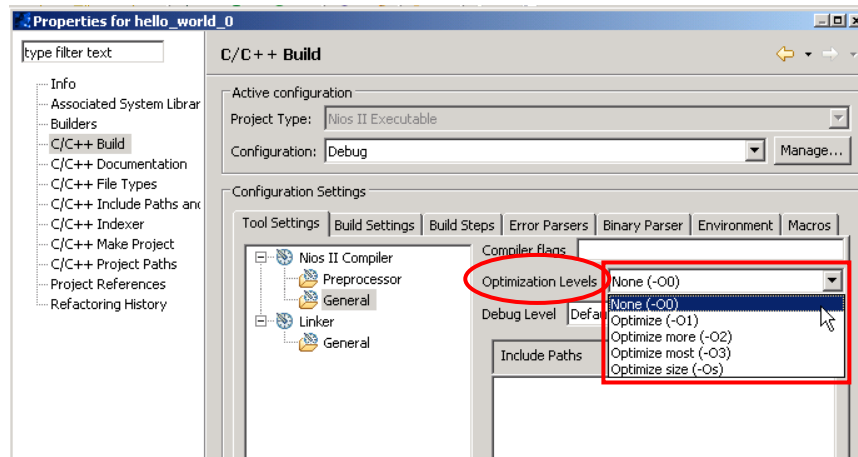 Properties for hello_world_0
type filter text
C/C++ Build
Info
Associated System Librar
Builders
C/C++ Build
C/C++ Documentation
C/C++ File Types
C/C++ Include Paths and
C/C++ Indexer
C/C++ Make Project
C/C++ Project Paths
Project References
Refactoring History
Active configuration
Project Type: Nios II Executable
Configuration: Debug Manage...
Configuration Settings
Tool Settings Build Settings Build Steps Error Parsers Binary Parser Environment Macros
Nios II Compiler
Preprocessor
General
Linker
General
Compiler flags
Optimization Levels None (-O0)
Debug Level Defau
None (-O0)
Optimize (-O1)
Optimize more (-O2)
Optimize most (-O3)
Optimize size (-Os)
Include Paths